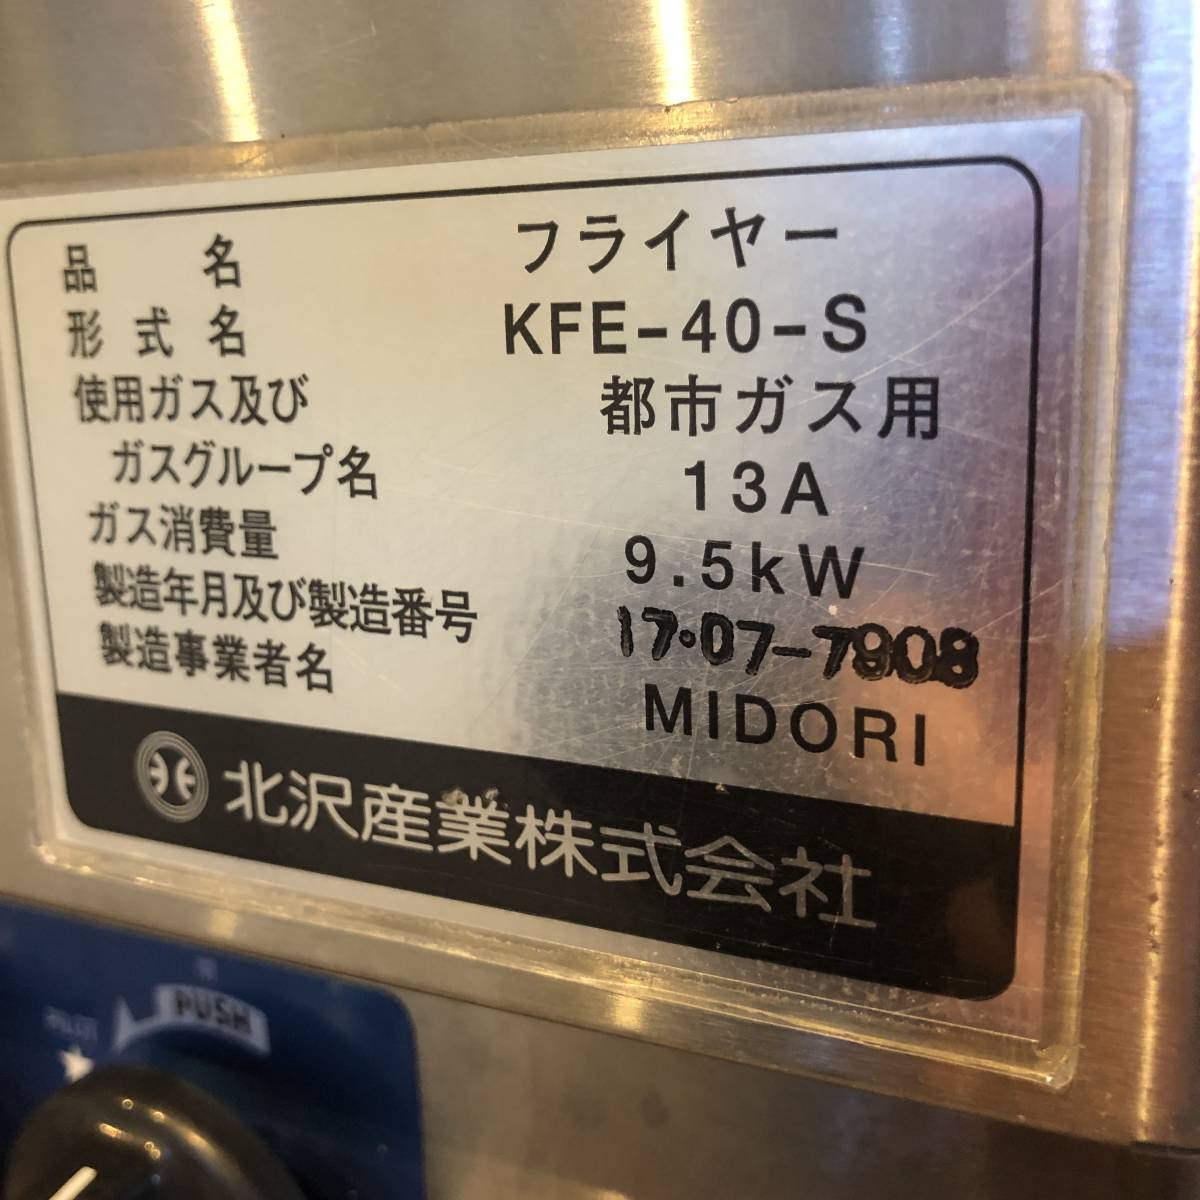 品名 フライヤー
形式名 KFE-40-S
使用ガス及び 都市ガス用
ガスグループ名 13A
ガス消費量 9.5kW
製造年月及び製造番号 17・07-7908
製造事業者名 MIDORI
北沢産業株式会社
PUSH
PILOT